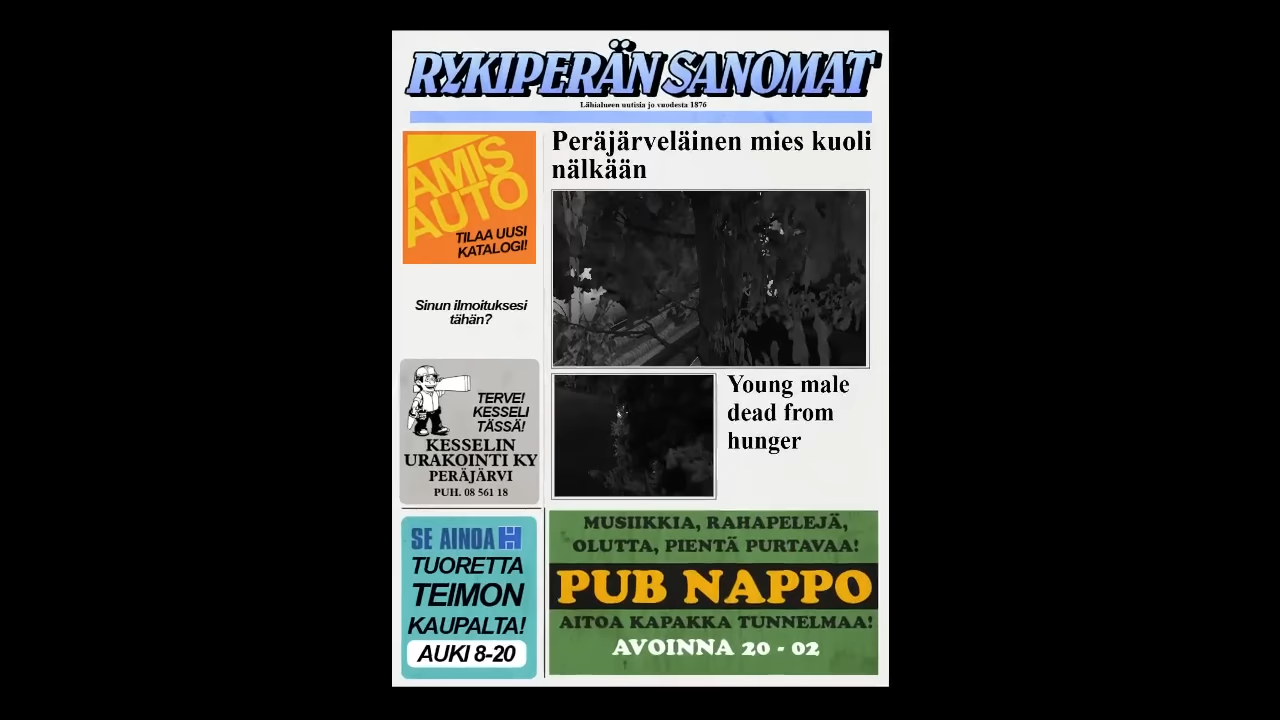 RYKIPERÄN SANOMAT
Lähialueen uutisia jo vuodesta 1876
AMIS
AUTO
TILAA UUSI
KATALOGI!
Sinun ilmoituksesi
tähän?
TERVE!
KESSELI
TÄSSÄ!
KESSELIN
URAKOINTI KY
PERÄJÄRVI
PUH. 08 561 18
SE AINOA H
TUORETTA
TEIMON
KAUPALTA!
AUKI 8-20
Peräjärveläinen mies kuoli
nälkään
Young male
dead from
hunger
MUSIIKKIA, RAHAPELEJÄ,
OLUTTA, PIENTÄ PURTAVAA!
PUB NAPPO
AITOA KAPAKKA TUNNELMAA!
AVOINNA 20 - 02